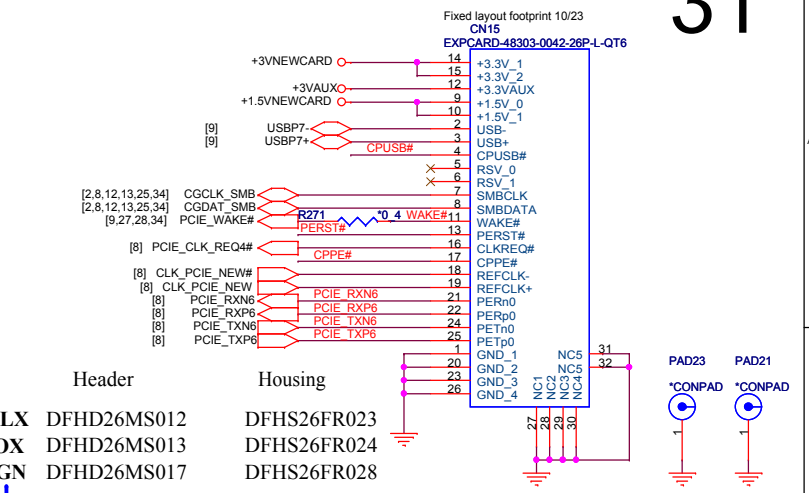 31
Fixed layout footprint 10/23
CN15
EXPCARD-48303-0042-26P-L-QT6
+3VNEWCARD 14 +3.3V_1
15 +3.3V_2
+3VAUX 12 +3.3VAUX
+1.5VNEWCARD 9 +1.5V_0
10 +1.5V_1
[9] USBP7- 2 USB-
[9] USBP7+ 3 USB+
CPUSB# 4 CPUSB#
5 RSV_0
6 RSV_1
[2,8,12,13,25,34] CGCLK_SMB 7 SMBCLK
[2,8,12,13,25,34] CGDAT_SMB 8 SMBDATA
[9,27,28,34] PCIE_WAKE# R271 *0_4 WAKE# 11 WAKE#
PERST# 13 PERST#
[8] PCIE_CLK_REQ4# 16 CLKREQ#
CPPE# 17 CPPE#
[8] CLK_PCIE_NEW# 18 REFCLK-
[8] CLK_PCIE_NEW 19 REFCLK+
[8] PCIE_RXN6 PCIE_RXN6 21 PERn0
[8] PCIE_RXP6 PCIE_RXP6 22 PERp0
[8] PCIE_TXN6 PCIE_TXN6 24 PETn0
[8] PCIE_TXP6 PCIE_TXP6 25 PETp0
1 GND_1 NC5 31
20 GND_2 NC5 32
23 GND_3
26 GND_4
NC1 NC2 NC3 NC4
27 28 29 30
PAD23 PAD21
*CONPAD *CONPAD
1 1
Header Housing
LX DFHD26MS012 DFHS26FR023
OX DFHD26MS013 DFHS26FR024
GN DFHD26MS017 DFHS26FR028